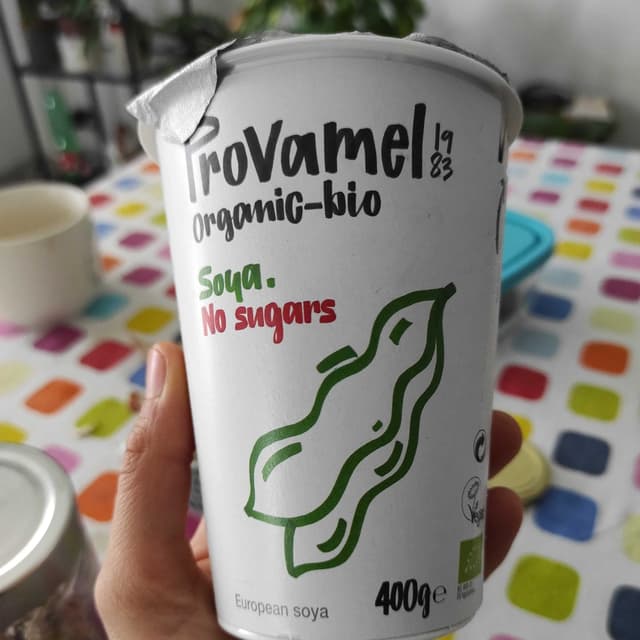 Provamel 19
83
organic-bio
Soya.
No sugars
European soya
400g e